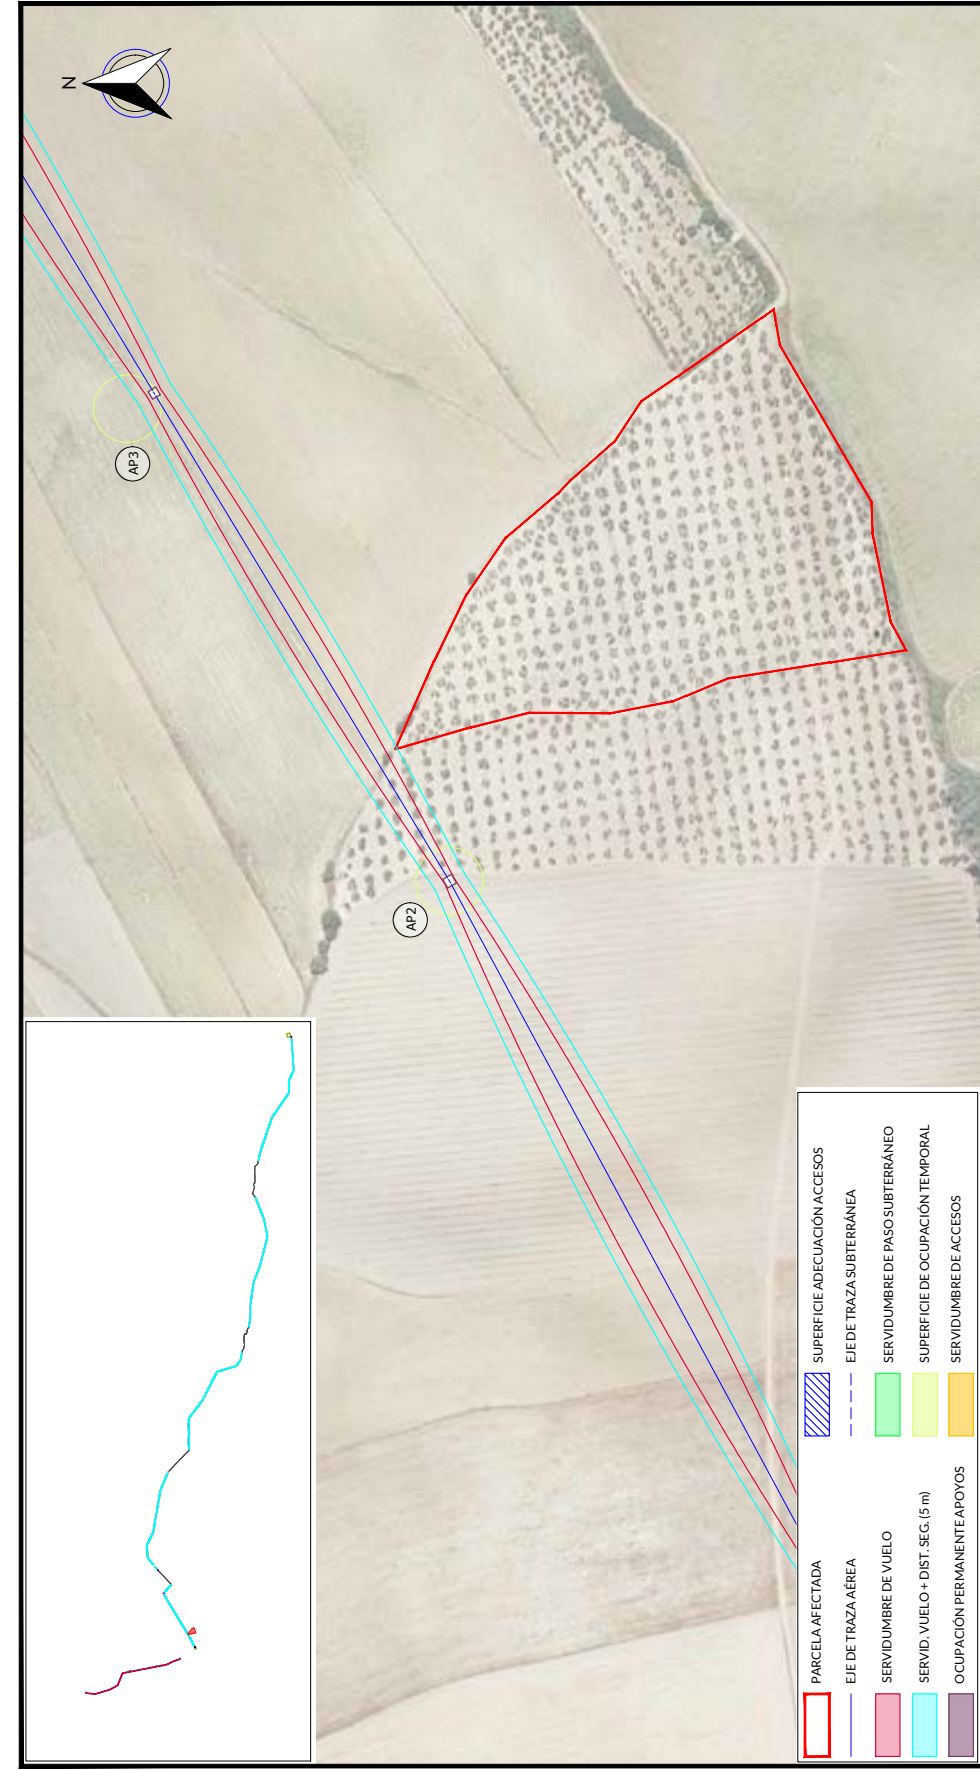 N
AP3
AP2
PARCELA AFECTADA
EJE DE TRAZA AÉREA
SERVIDUMBRE DE VUELO
SERVID. VUELO + DIST. SEG. (5 m)
OCUPACIÓN PERMANENTE APOYOS
SUPERFICIE ADECUACIÓN ACCESOS
EJE DE TRAZA SUBTERRÁNEA
SERVIDUMBRE DE PASO SUBTERRÁNEO
SUPERFICIE DE OCUPACIÓN TEMPORAL
SERVIDUMBRE DE ACCESOS